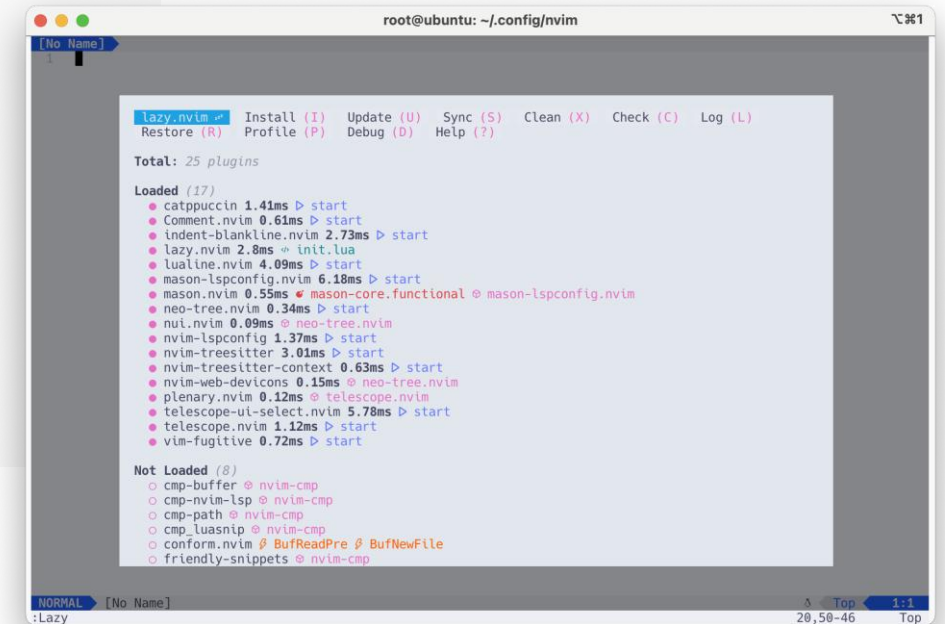 root@ubuntu: ~/.config/nvim ⌥⌘1
[No Name]
1
lazy.nvim Install (I) Update (U) Sync (S) Clean (X) Check (C) Log (L)
Restore (R) Profile (P) Debug (D) Help (?)
Total: 25 plugins
Loaded (17)
● catppuccin 1.41ms ▷ start
● Comment.nvim 0.61ms ▷ start
● indent-blankline.nvim 2.73ms ▷ start
● lazy.nvim 2.8ms init.lua
● lualine.nvim 4.09ms ▷ start
● mason-lspconfig.nvim 6.18ms ▷ start
● mason.nvim 0.55ms mason-core.functional mason-lspconfig.nvim
● neo-tree.nvim 0.34ms ▷ start
● nui.nvim 0.09ms neo-tree.nvim
● nvim-lspconfig 1.37ms ▷ start
● nvim-treesitter 3.01ms ▷ start
● nvim-treesitter-context 0.63ms ▷ start
● nvim-web-devicons 0.15ms neo-tree.nvim
● plenary.nvim 0.12ms telescope.nvim
● telescope-ui-select.nvim 5.78ms ▷ start
● telescope.nvim 1.12ms ▷ start
● vim-fugitive 0.72ms ▷ start
Not Loaded (8)
○ cmp-buffer nvim-cmp
○ cmp-nvim-lsp nvim-cmp
○ cmp-path nvim-cmp
○ cmp_luasnip nvim-cmp
○ conform.nvim BufReadPre BufNewFile
○ friendly-snippets nvim-cmp
NORMAL [No Name] Top 1:1
:Lazy 20,50-46 Top